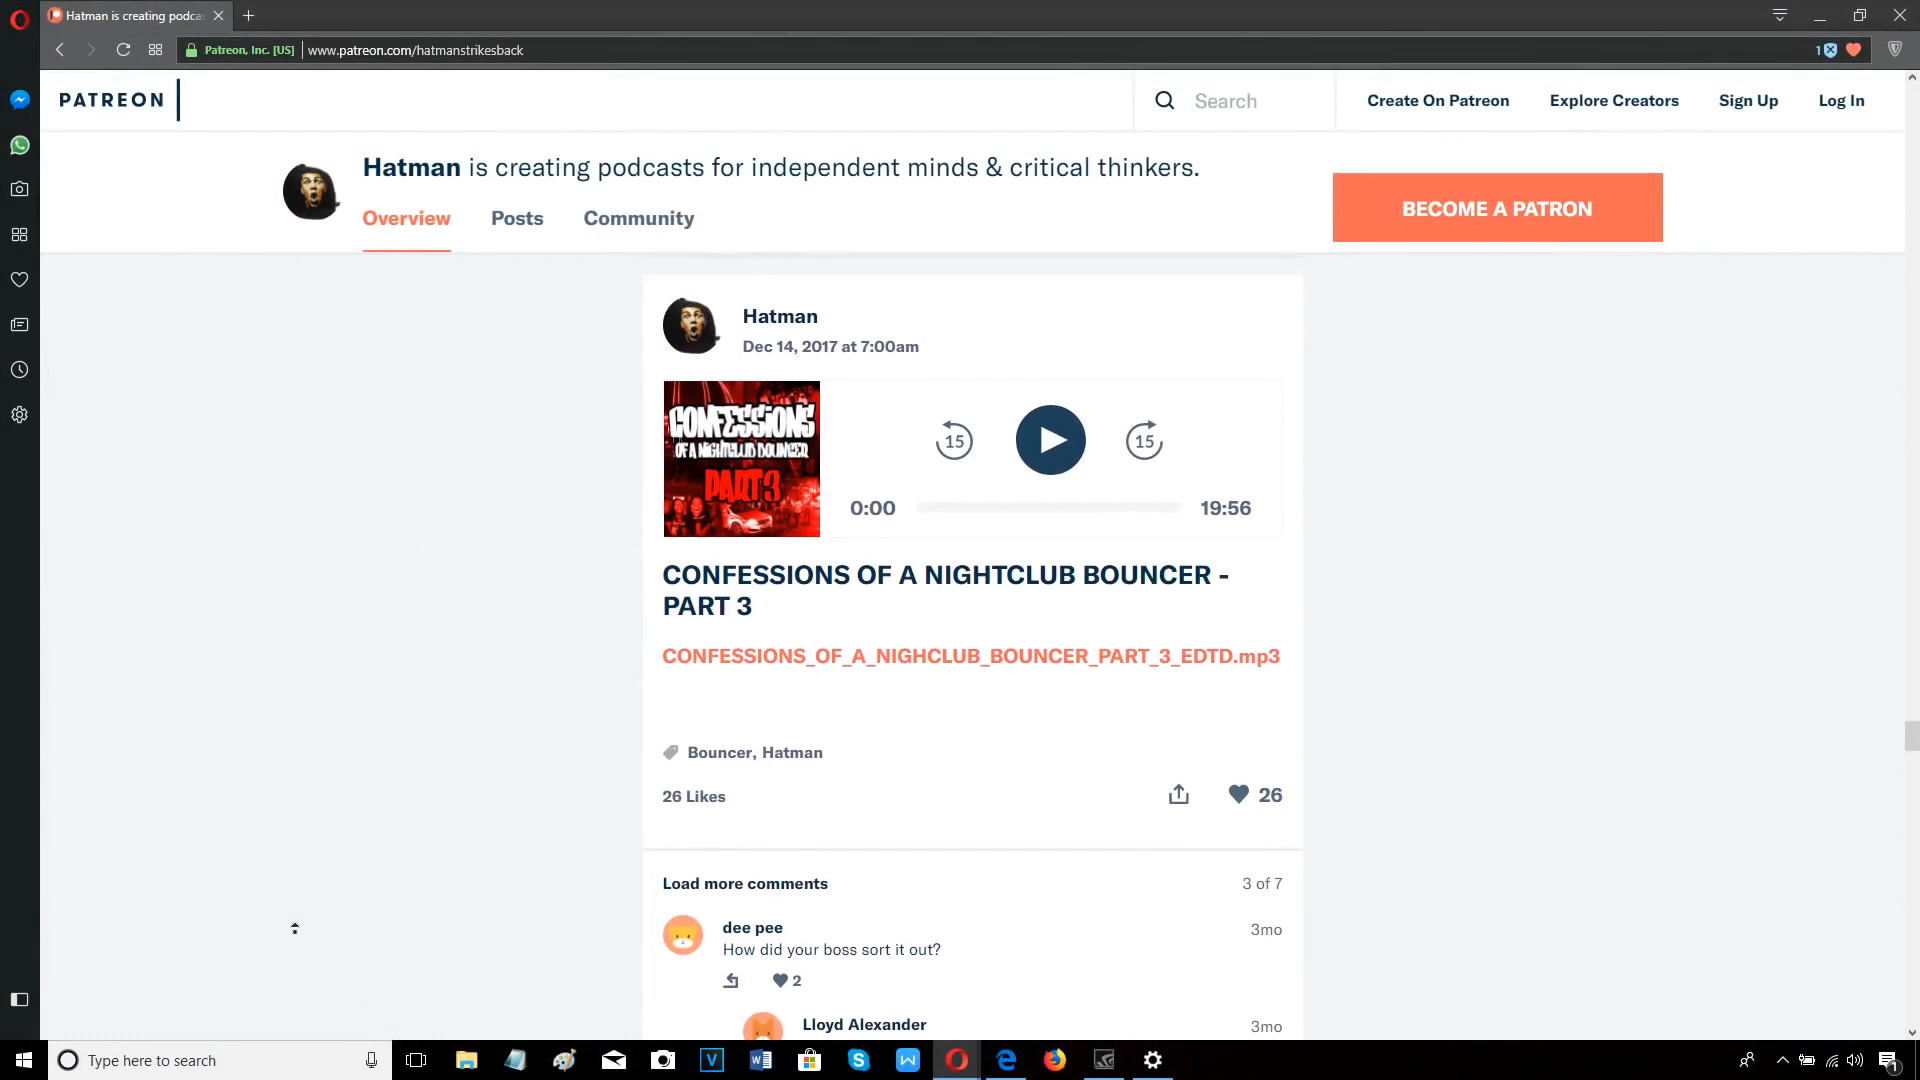 Hatman is creating podca
Patreon, Inc. [US]
www.patreon.com/hatmanstrikesback
1
PATREON
Search
Create On Patreon
Explore Creators
Sign Up
Log In
Hatman is creating podcasts for independent minds & critical thinkers.
Overview
Posts
Community
BECOME A PATRON
Hatman
Dec 14, 2017 at 7:00am
CONFESSIONS
OF A NIGHTCLUB BOUNCER
PART 3
15
15
0:00
19:56
CONFESSIONS OF A NIGHTCLUB BOUNCER -
PART 3
CONFESSIONS_OF_A_NIGHCLUB_BOUNCER_PART_3_EDTD.mp3
Bouncer, Hatman
26 Likes
26
Load more comments
3 of 7
dee pee
3mo
How did your boss sort it out?
2
Lloyd Alexander
3mo
Type here to search
1